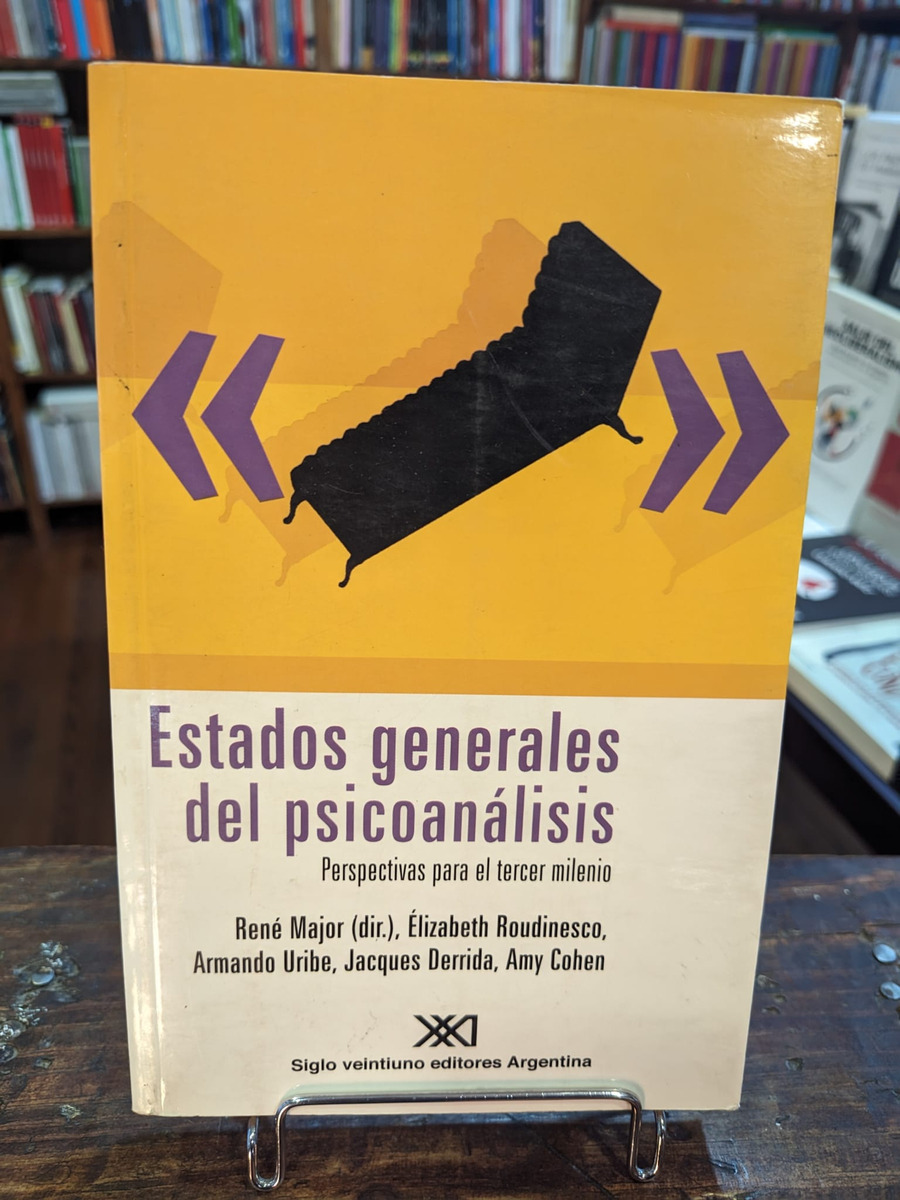 Estados generales
del psicoanálisis
Perspectivas para el tercer milenio
René Major (dir.), Élizabeth Roudinesco,
Armando Uribe, Jacques Derrida, Amy Cohen
Siglo veintiuno editores Argentina